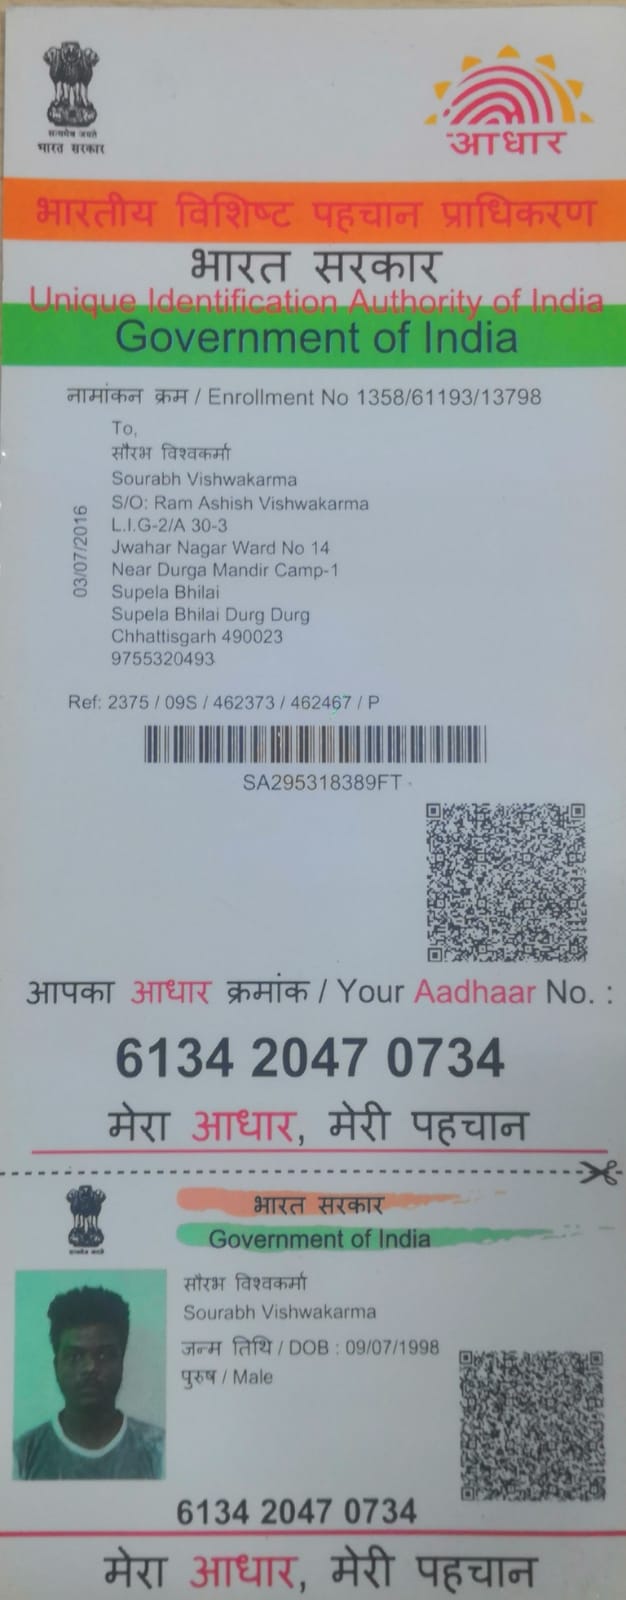 सत्यमेव जयते
भारत सरकार
आधार
भारतीय विशिष्ट पहचान प्राधिकरण
भारत सरकार
Unique Identification Authority of India
Government of India
नामांकन क्रम / Enrollment No 1358/61193/13798
To,
सौरभ विश्वकर्मा
Sourabh Vishwakarma
S/O: Ram Ashish Vishwakarma
L.I.G-2/A 30-3
Jwahar Nagar Ward No 14
Near Durga Mandir Camp-1
Supela Bhilai
Supela Bhilai Durg Durg
Chhattisgarh 490023
9755320493
03/07/2016
Ref: 2375 / 09S / 462373 / 462467 / P
SA295318389FT
आपका आधार क्रमांक / Your Aadhaar No. :
6134 2047 0734
मेरा आधार, मेरी पहचान
भारत सरकार
Government of India
सौरभ विश्वकर्मा
Sourabh Vishwakarma
जन्म तिथि / DOB : 09/07/1998
पुरुष / Male
6134 2047 0734
मेरा आधार, मेरी पहचान